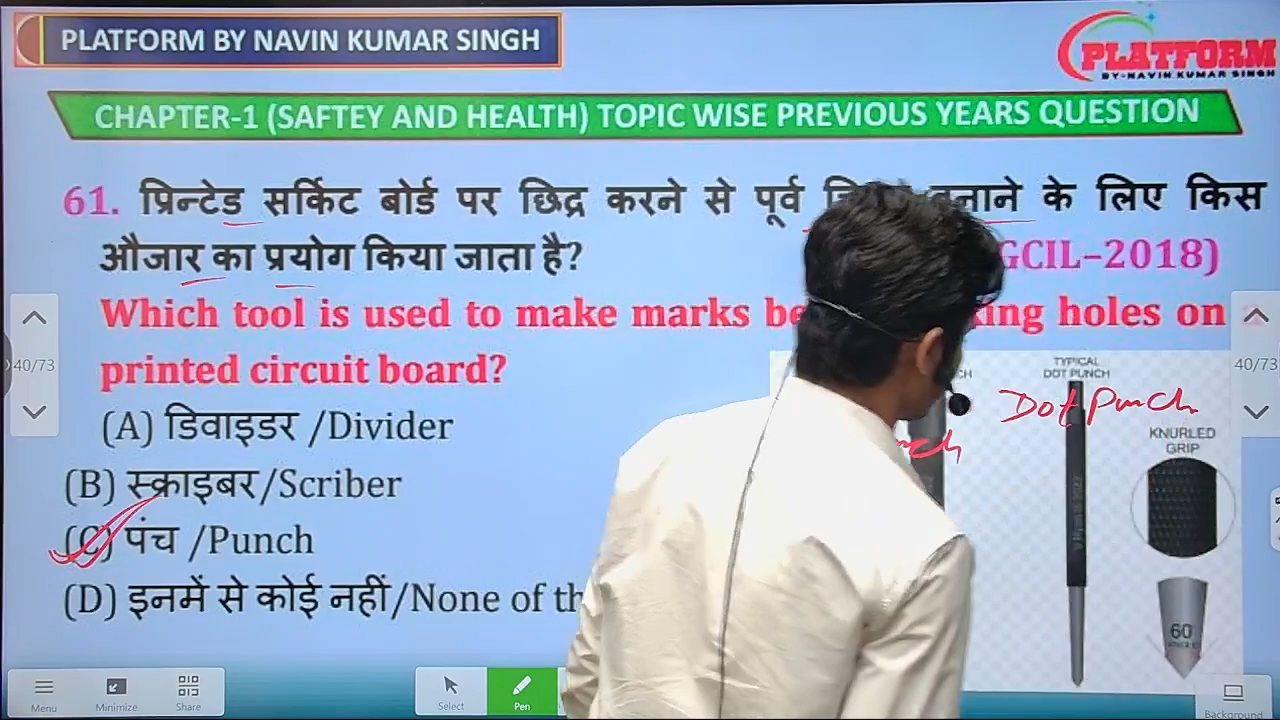 PLATFORM BY NAVIN KUMAR SINGH
PLATFORM
BY-NAVIN KUMAR SINGH
CHAPTER-1 (SAFTEY AND HEALTH) TOPIC WISE PREVIOUS YEARS QUESTION
61. प्रिन्टेड सर्किट बोर्ड पर छिद्र करने से पूर्व के लिए किस
औजार का प्रयोग किया जाता है? GCIL–2018)
Which tool is used to make marks holes on
printed circuit board?
(A) डिवाइडर /Divider
(B) स्क्राइबर/Scriber
(C) पंच /Punch
(D) इनमें से कोई नहीं/None of
TYPICAL
DOT PUNCH
Dot Punch
KNURLED
GRIP
60
40/73
40/73
Menu
Minimize
Share
Select
Pen
Background